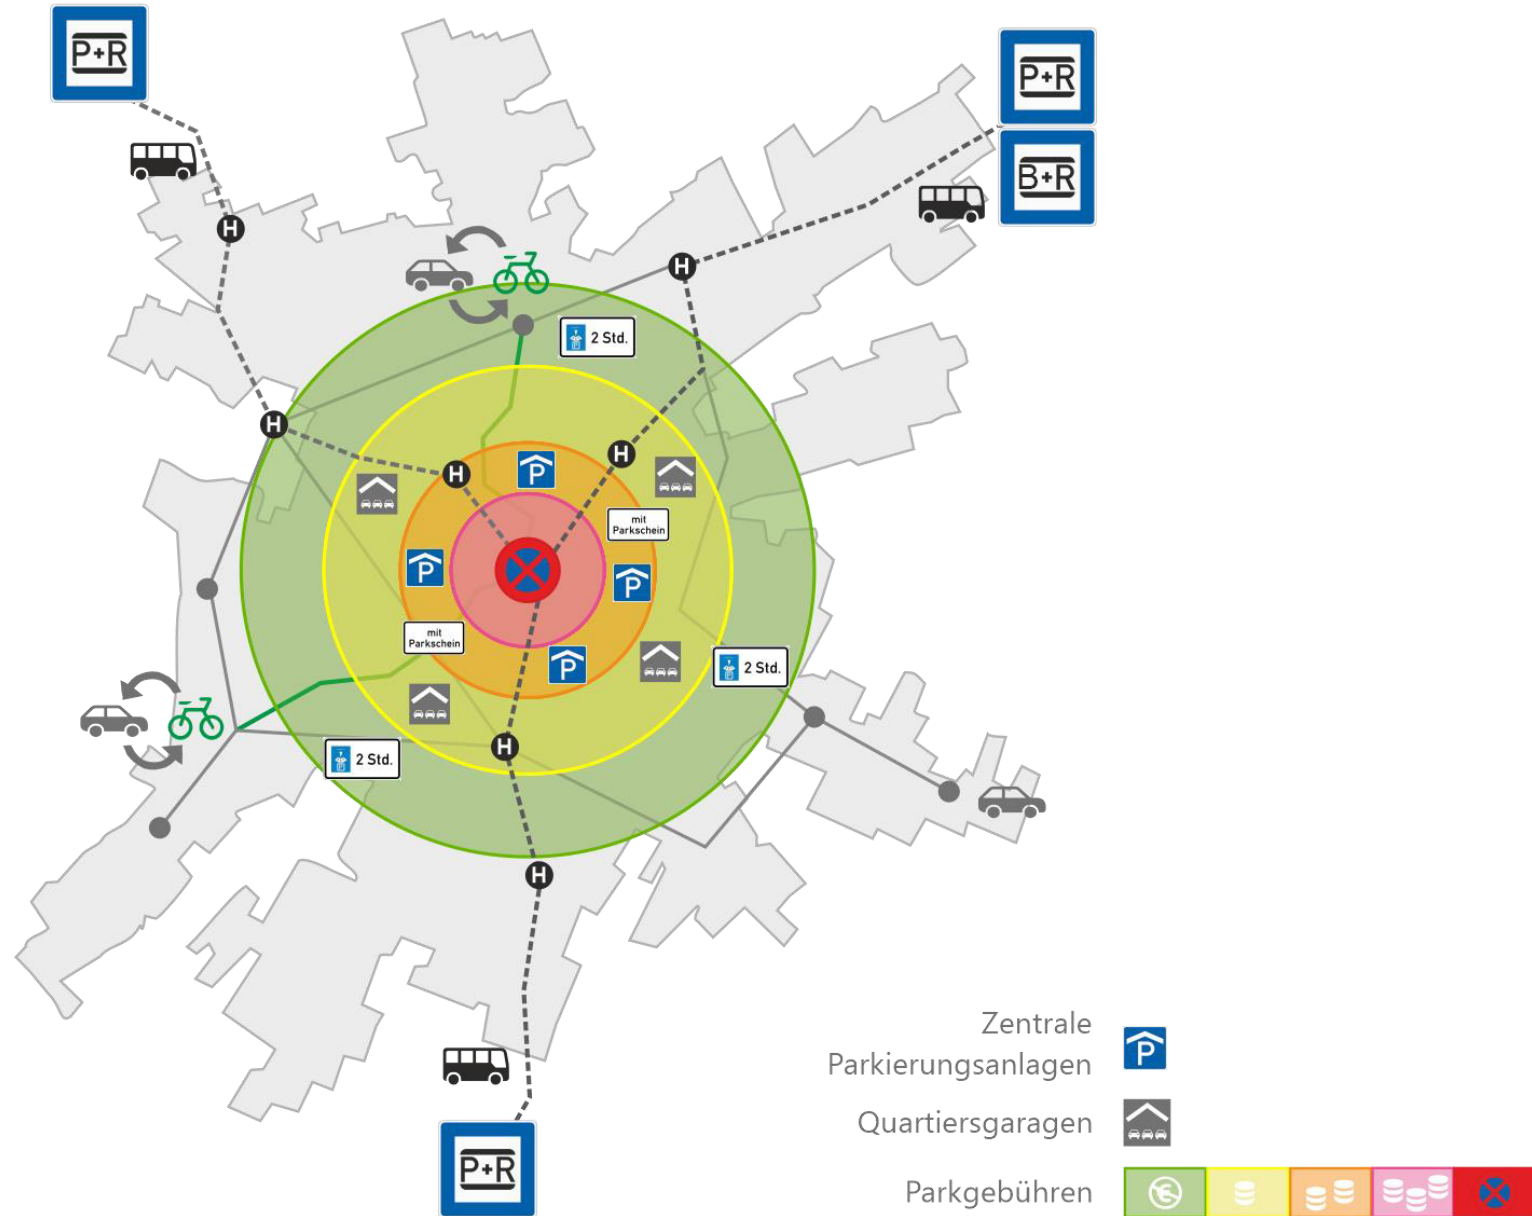 P+R
P+R
B+R
H
H
2 Std.
H
H
H
P
mit
Parkschein
P
P
mit
Parkschein
P
2 Std.
H
2 Std.
H
P+R
Zentrale
Parkierungsanlagen
P
Quartiersgaragen
Parkgebühren
€